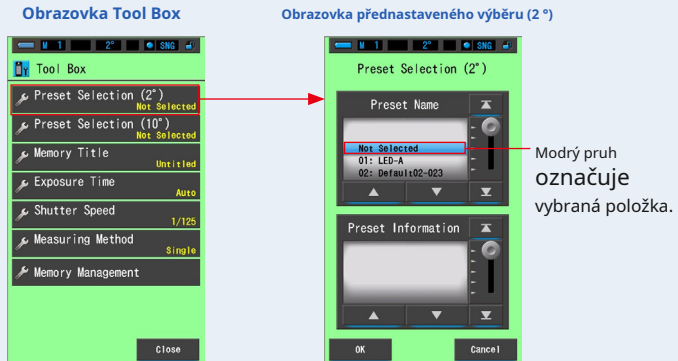 Obrazovka Tool Box
M 1 2° SNG
Tool Box
Preset Selection (2°)
Not Selected
Preset Selection (10°)
Not Selected
Memory Title
Untitled
Exposure Time
Auto
Shutter Speed
1/125
Measuring Method
Single
Memory Management
Close
Obrazovka přednastaveného výběru (2 °)
M 1 2° SNG
Preset Selection (2°)
Preset Name
Not Selected
01: LED-A
02: Default02-023
Preset Information
OK Cancel
Modrý pruh
označuje
vybraná položka.